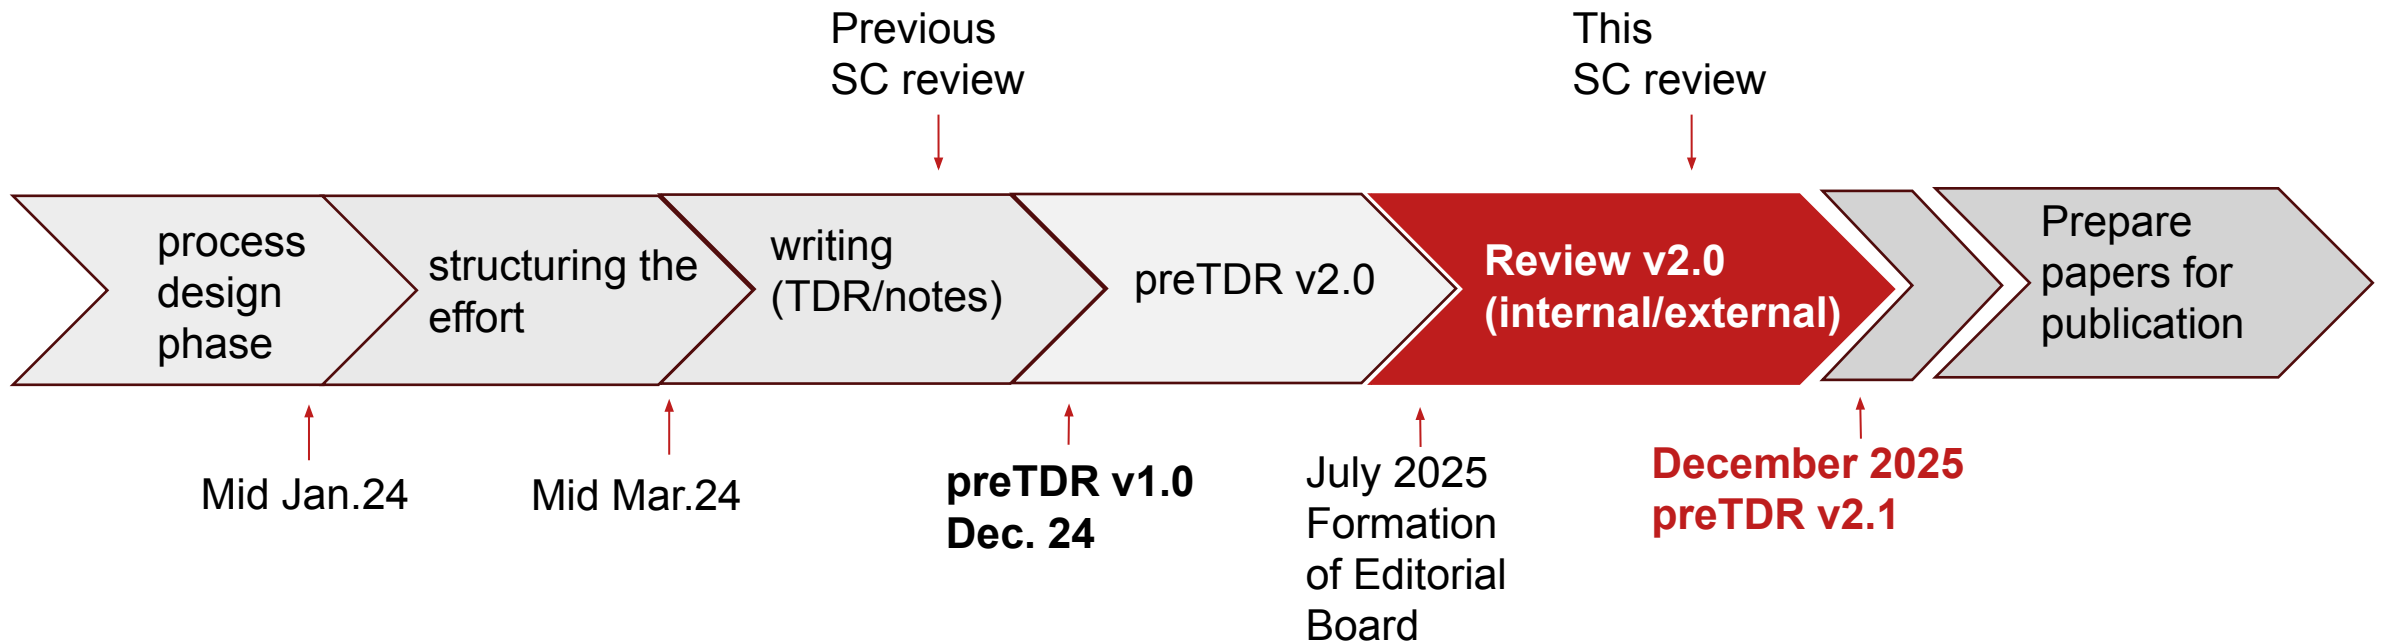 Previous
SC review
This
SC review
process
design
phase
structuring the
effort
writing
(TDR/notes)
preTDR v2.0
Review v2.0
(internal/external)
Prepare
papers for
publication
Mid Jan.24
Mid Mar.24
preTDR v1.0
Dec. 24
July 2025
Formation
of Editorial
Board
December 2025
preTDR v2.1